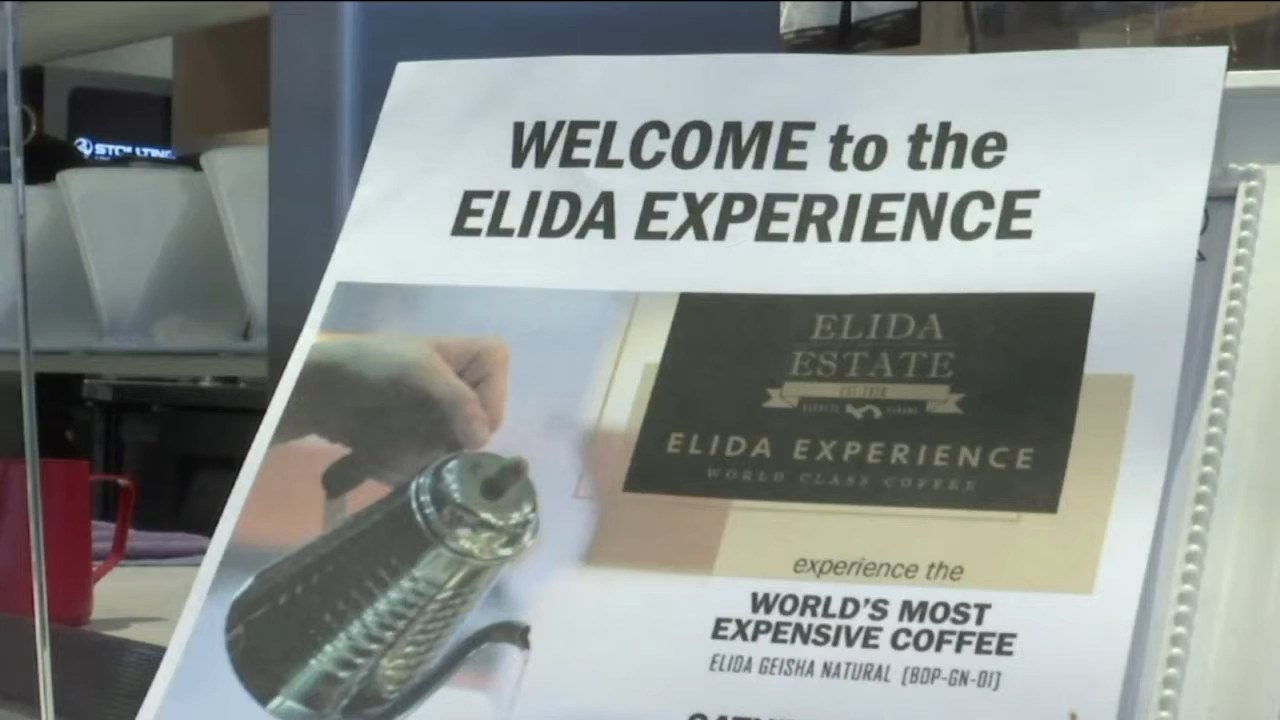 WELCOME to the
ELIDA EXPERIENCE
ELIDA
ESTATE
ELIDA EXPERIENCE
WORLD CLASS COFFEE
experience the
WORLD'S MOST
EXPENSIVE COFFEE
ELIDA GEISHA NATURAL [BOP-GN-01]